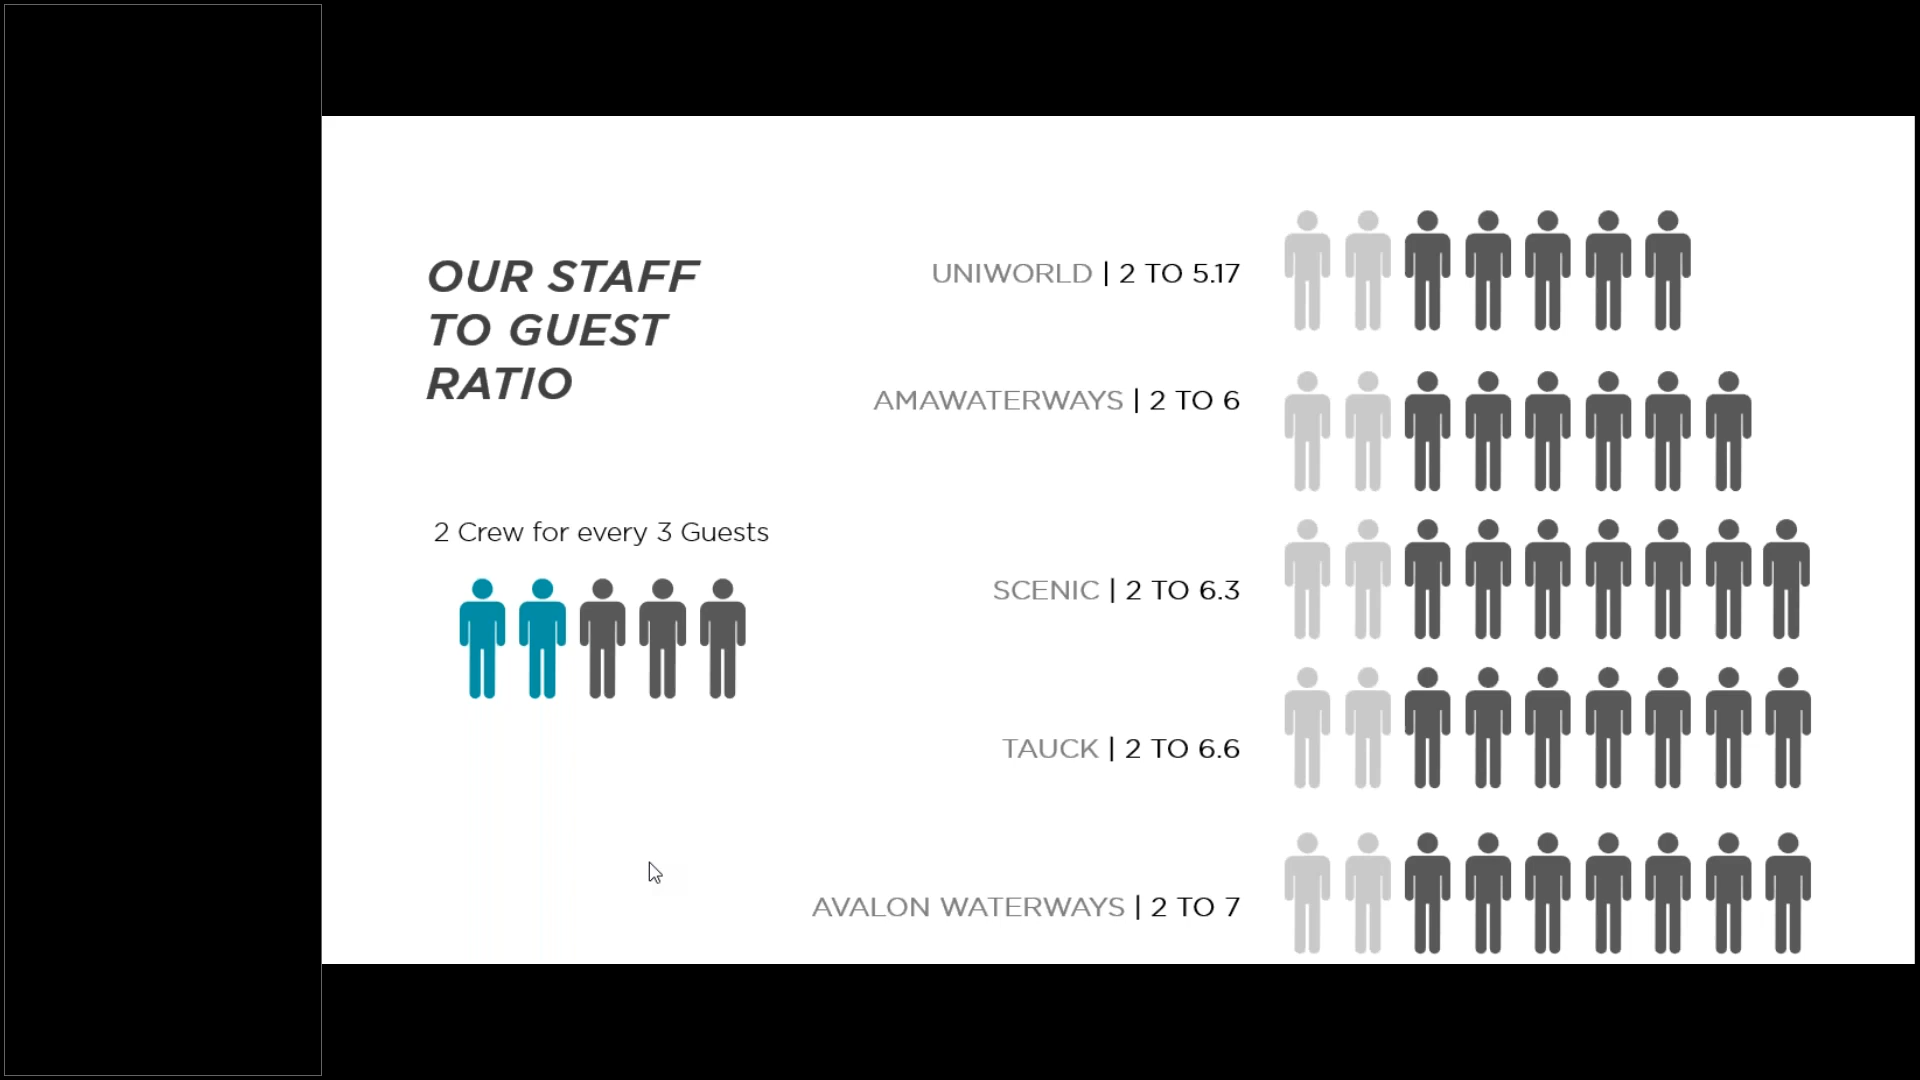 OUR STAFF
TO GUEST
RATIO
2 Crew for every 3 Guests
UNIWORLD | 2 TO 5.17
AMAWATERWAYS | 2 TO 6
SCENIC | 2 TO 6.3
TAUCK | 2 TO 6.6
AVALON WATERWAYS | 2 TO 7